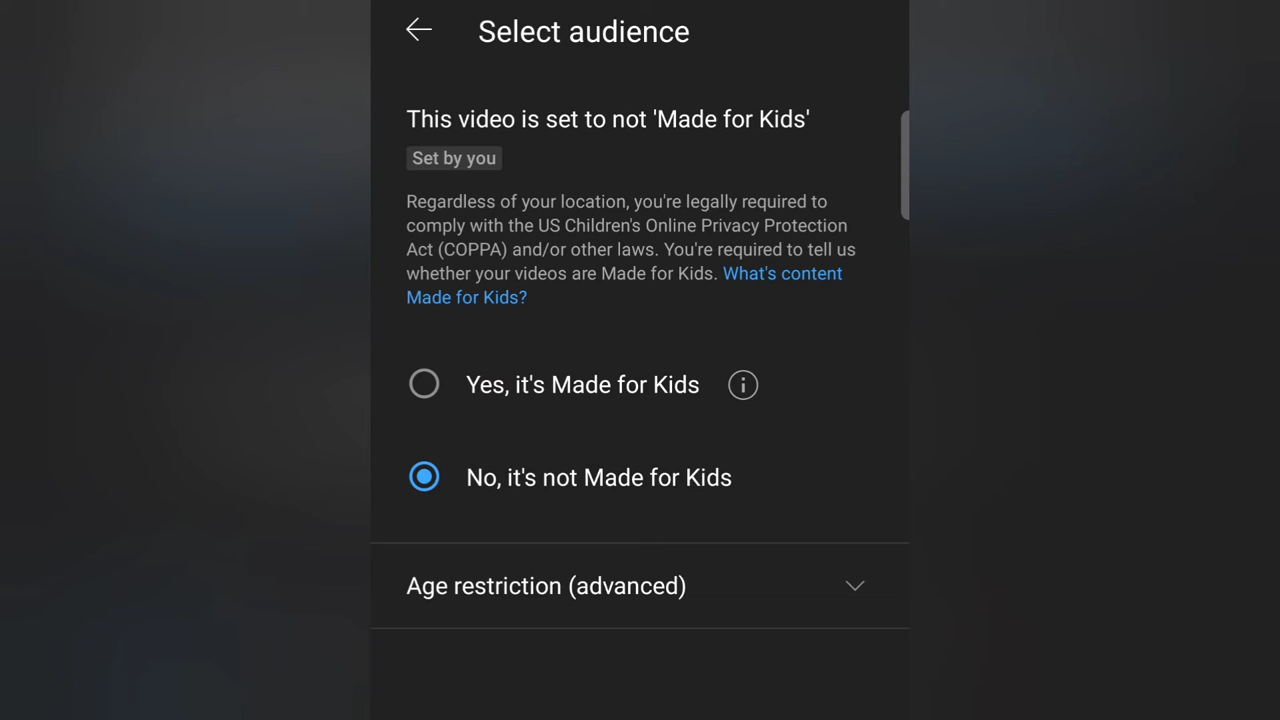 Select audience
This video is set to not 'Made for Kids'
Set by you
Regardless of your location, you're legally required to
comply with the US Children's Online Privacy Protection
Act (COPPA) and/or other laws. You're required to tell us
whether your videos are Made for Kids. What's content
Made for Kids?
Yes, it's Made for Kids
No, it's not Made for Kids
Age restriction (advanced)